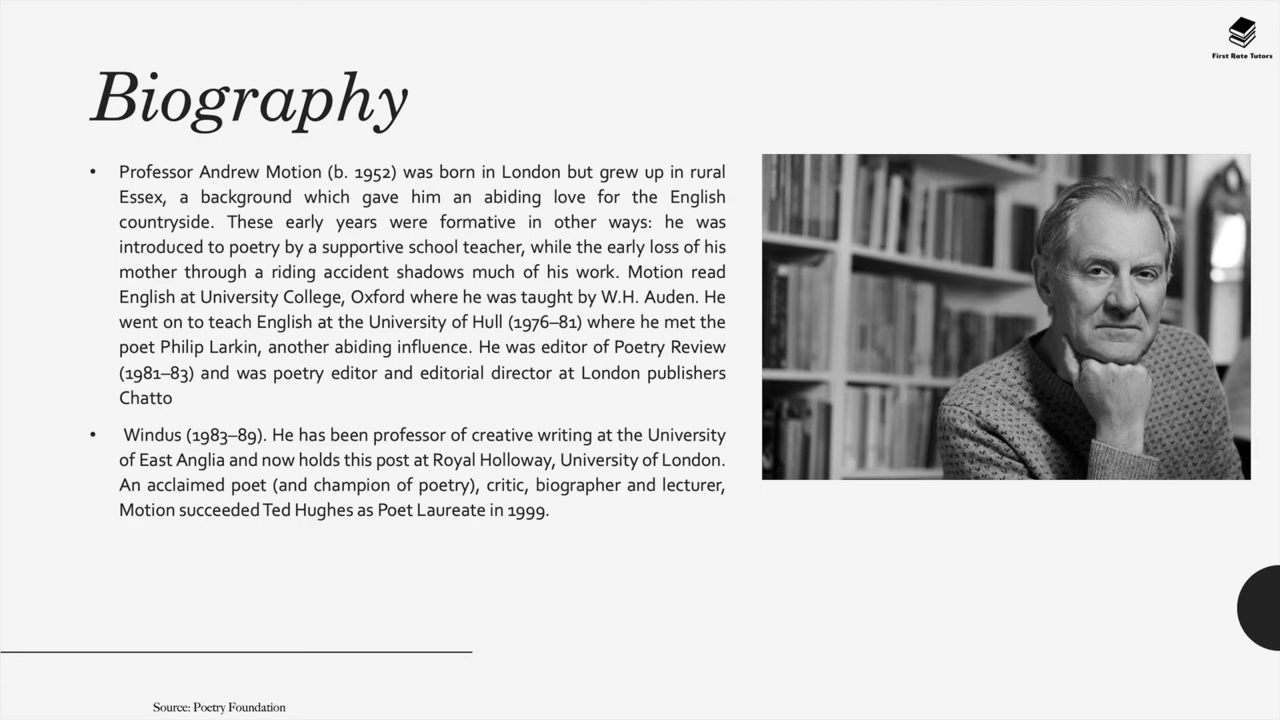 First Rate Tutors
Biography
• Professor Andrew Motion (b. 1952) was born in London but grew up in rural
Essex, a background which gave him an abiding love for the English
countryside. These early years were formative in other ways: he was
introduced to poetry by a supportive school teacher, while the early loss of his
mother through a riding accident shadows much of his work. Motion read
English at University College, Oxford where he was taught by W.H. Auden. He
went on to teach English at the University of Hull (1976–81) where he met the
poet Philip Larkin, another abiding influence. He was editor of Poetry Review
(1981–83) and was poetry editor and editorial director at London publishers
Chatto
• Windus (1983–89). He has been professor of creative writing at the University
of East Anglia and now holds this post at Royal Holloway, University of London.
An acclaimed poet (and champion of poetry), critic, biographer and lecturer,
Motion succeeded Ted Hughes as Poet Laureate in 1999.
Source: Poetry Foundation